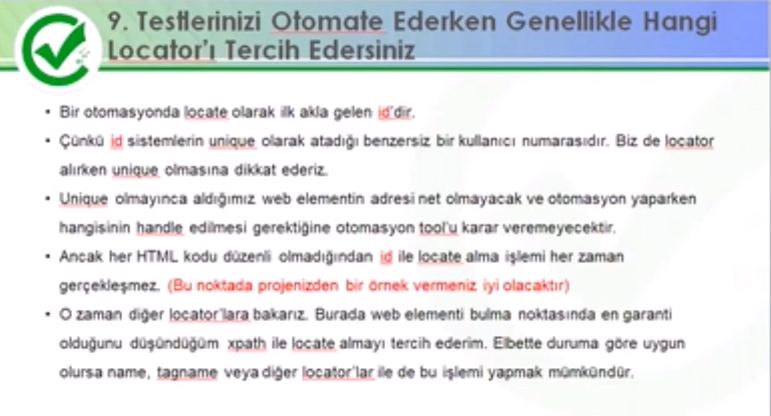 9. Testlerinizi Otomate Ederken Genellikle Hangi
Locator'ı Tercih Edersiniz
• Bir otomasyonda locate olarak ilk akla gelen id'dir.
• Çünkü id sistemlerin unique olarak atadığı benzersiz bir kullanıcı numarasıdır. Biz de locator
alırken unique olmasına dikkat ederiz.
• Unique olmayınca aldığımız web elementin adresi net olmayacak ve otomasyon yaparken
hangisinin handle edilmesi gerektiğine otomasyon tool'u karar veremeyecektir.
• Ancak her HTML kodu düzenli olmadığından id ile locate alma işlemi her zaman
gerçekleşmez. (Bu noktada projenizden bir örnek vermeniz iyi olacaktır)
• O zaman diğer locator'lara bakarız. Burada web elementi bulma noktasında en garanti
olduğunu düşündüğüm xpath ile locate almayı tercih ederim. Elbette duruma göre uygun
olursa name, tagname veya diğer locator'lar ile de bu işlemi yapmak mümkündür.